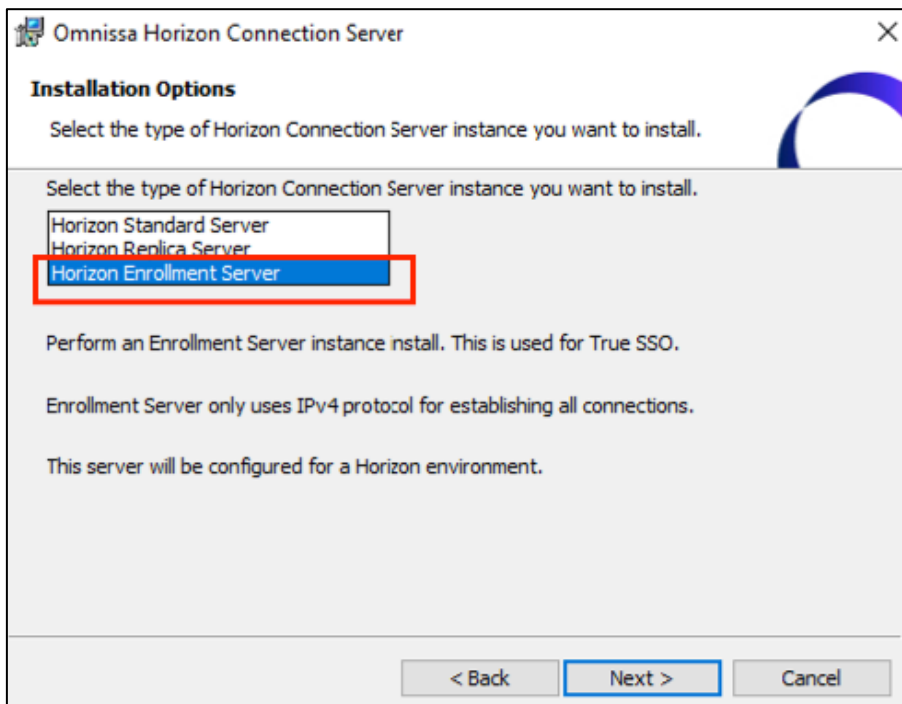 Omnissa Horizon Connection Server
Installation Options
Select the type of Horizon Connection Server instance you want to install.
Select the type of Horizon Connection Server instance you want to install.
Horizon Standard Server
Horizon Replica Server
Horizon Enrollment Server
Perform an Enrollment Server instance install. This is used for True SSO.
Enrollment Server only uses IPv4 protocol for establishing all connections.
This server will be configured for a Horizon environment.
< Back Next > Cancel